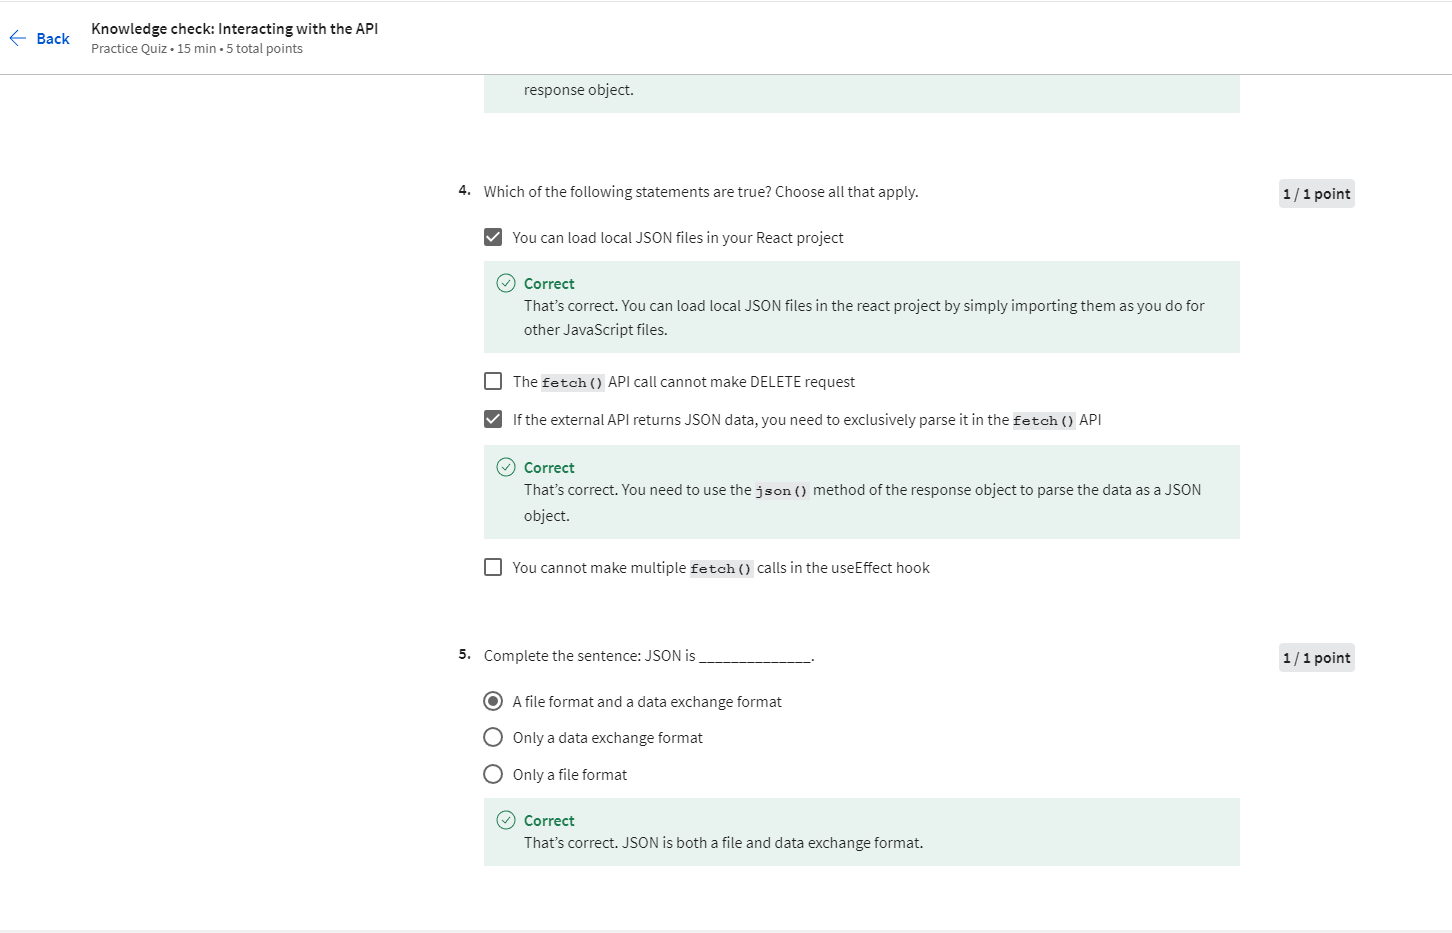 Back
Knowledge check: Interacting with the API
Practice Quiz • 15 min • 5 total points
response object.
4. Which of the following statements are true? Choose all that apply.
1 / 1 point
You can load local JSON files in your React project
Correct
That’s correct. You can load local JSON files in the react project by simply importing them as you do for
other JavaScript files.
The fetch() API call cannot make DELETE request
If the external API returns JSON data, you need to exclusively parse it in the fetch() API
Correct
That’s correct. You need to use the json() method of the response object to parse the data as a JSON
object.
You cannot make multiple fetch() calls in the useEffect hook
5. Complete the sentence: JSON is ______________.
1 / 1 point
A file format and a data exchange format
Only a data exchange format
Only a file format
Correct
That’s correct. JSON is both a file and data exchange format.